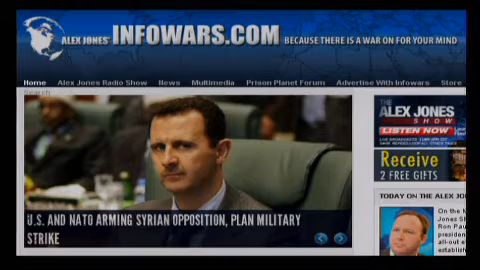 ALEX JONES' INFOWARS.COM BECAUSE THERE IS A WAR ON FOR YOUR MIND
Home Alex Jones Radio Show News Multimedia Prison Planet Forum Advertise With Infowars Store
Search
THE
ALEX JONES
SHOW
LISTEN NOW
Receive
2 FREE GIFTS
U.S. AND NATO ARMING SYRIAN OPPOSITION, PLAN MILITARY
STRIKE
TODAY ON THE ALEX JO
On the
Jones S
Ron Pau
presiden
all-out
establish